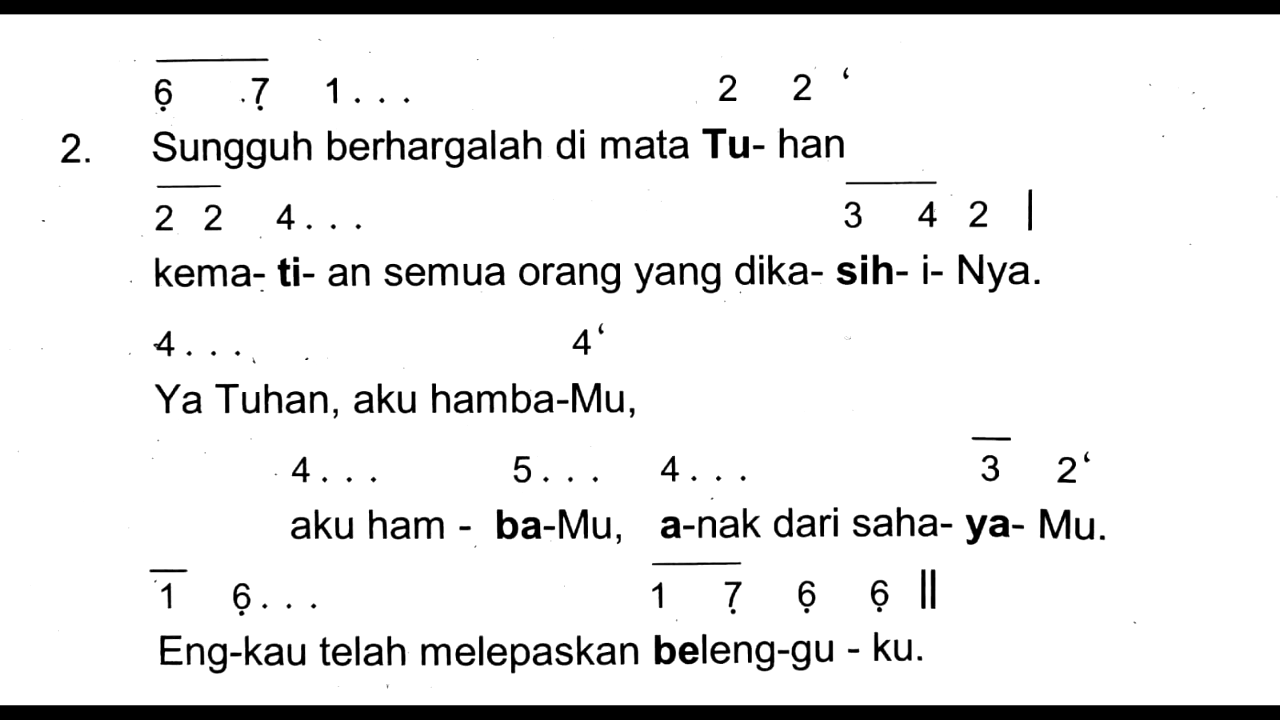 6̣ 7̣ 1 . . . 2 2 ‘
2. Sungguh berhargalah di mata Tu- han
2 2 4 . . . 3 4 2 |
kema- ti- an semua orang yang dika- sih- i- Nya.
4 . . . 4 ‘
Ya Tuhan, aku hamba-Mu,
4 . . . 5 . . . 4 . . . 3 2 ‘
aku ham - ba-Mu, a-nak dari saha- ya- Mu.
1 6̣ . . . 1 7̣ 6̣ 6̣ ||
Eng-kau telah melepaskan beleng-gu - ku.